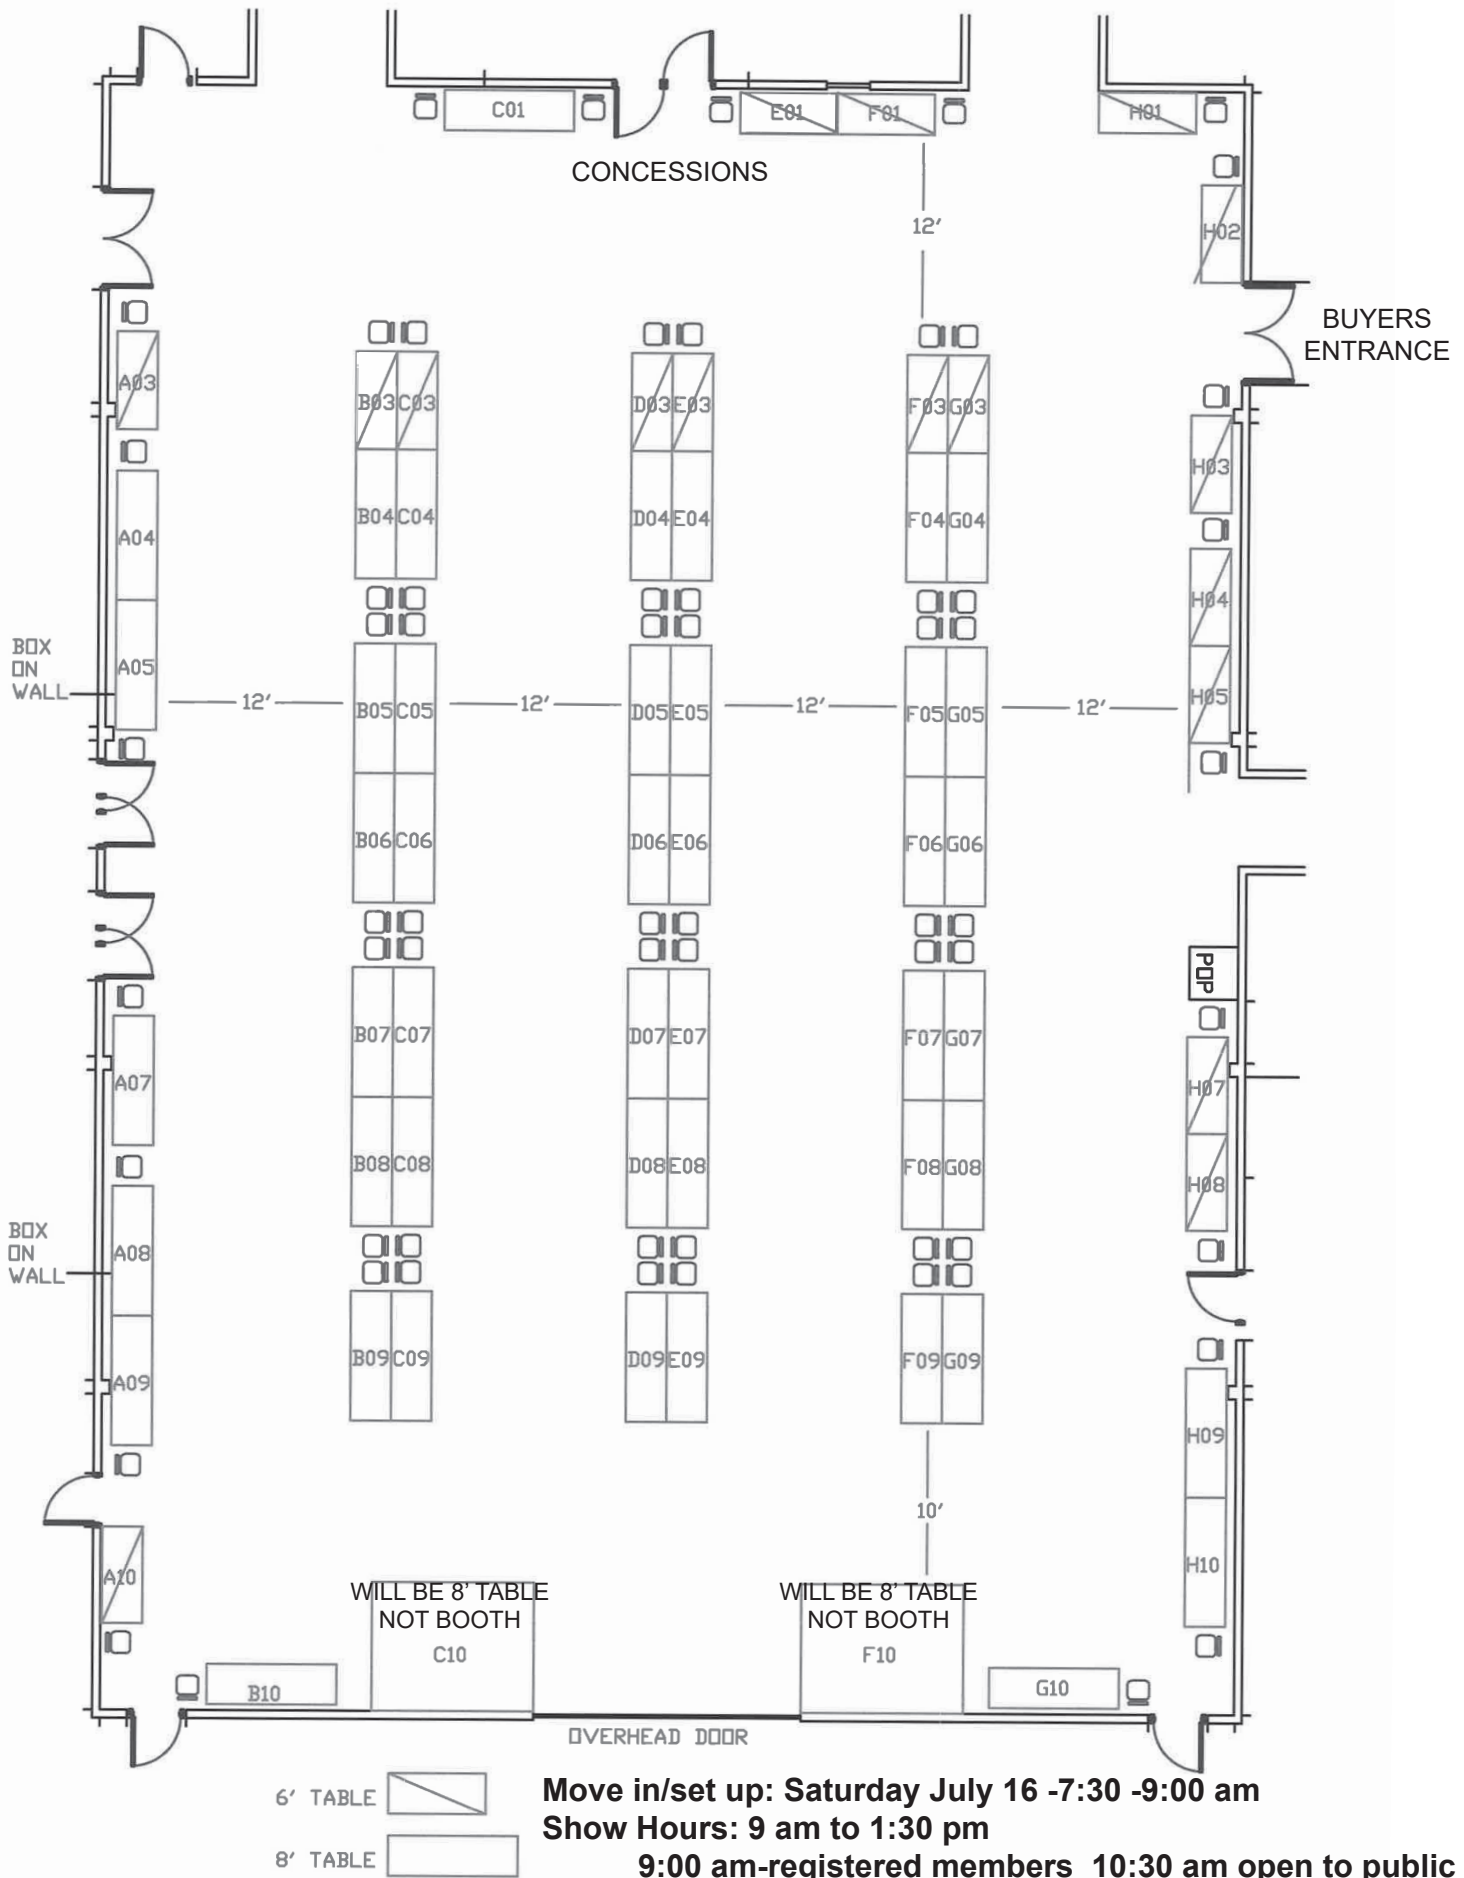 C01
E01 F01
H01
CONCESSIONS
H02
12'
BUYERS
ENTRANCE
A03
B03 C03
D03 E03
F03 G03
H03
A04
B04 C04
D04 E04
F04 G04
H04
BOX
ON
WALL
A05
12'
B05 C05
12'
D05 E05
12'
F05 G05
12'
H05
B06 C06
D06 E06
F06 G06
POP
A07
B07 C07
D07 E07
F07 G07
H07
BOX
ON
WALL
A08
B08 C08
D08 E08
F08 G08
H08
A09
B09 C09
D09 E09
F09 G09
H09
10'
A10
H10
WILL BE 8' TABLE
NOT BOOTH
C10
WILL BE 8' TABLE
NOT BOOTH
F10
B10
G10
OVERHEAD DOOR
6' TABLE
8' TABLE
Move in/set up: Saturday July 16 -7:30 -9:00 am
Show Hours: 9 am to 1:30 pm
9:00 am-registered members 10:30 am open to public